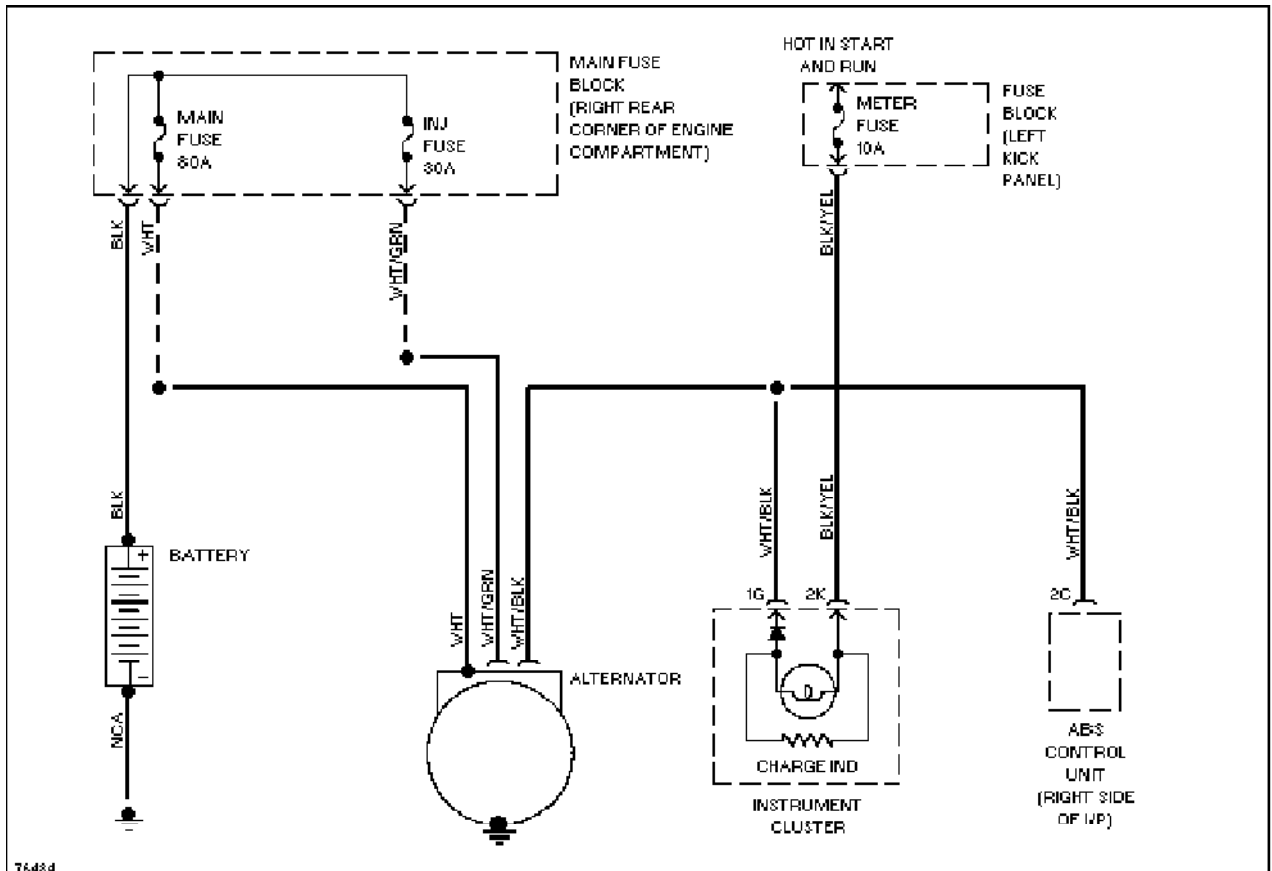 HOT IN START
AND RUN
MAIN FUSE
BLOCK
(RIGHT REAR
CORNER OF ENGINE
COMPARTMENT)
MAIN
FUSE
80A
INJ
FUSE
30A
METER
FUSE
10A
FUSE
BLOCK
(LEFT
KICK
PANEL)
BLK
WHT
WHT/GRN
BLK/YEL
BLK
WHT/BLK
BLK/YEL
WHT/BLK
+
BATTERY
-
NCA
WHT
WHT/GRN
WHT/BLK
ALTERNATOR
1G
2K
2C
CHARGE IND
INSTRUMENT
CLUSTER
ABS
CONTROL
UNIT
(RIGHT SIDE
OF I/P)